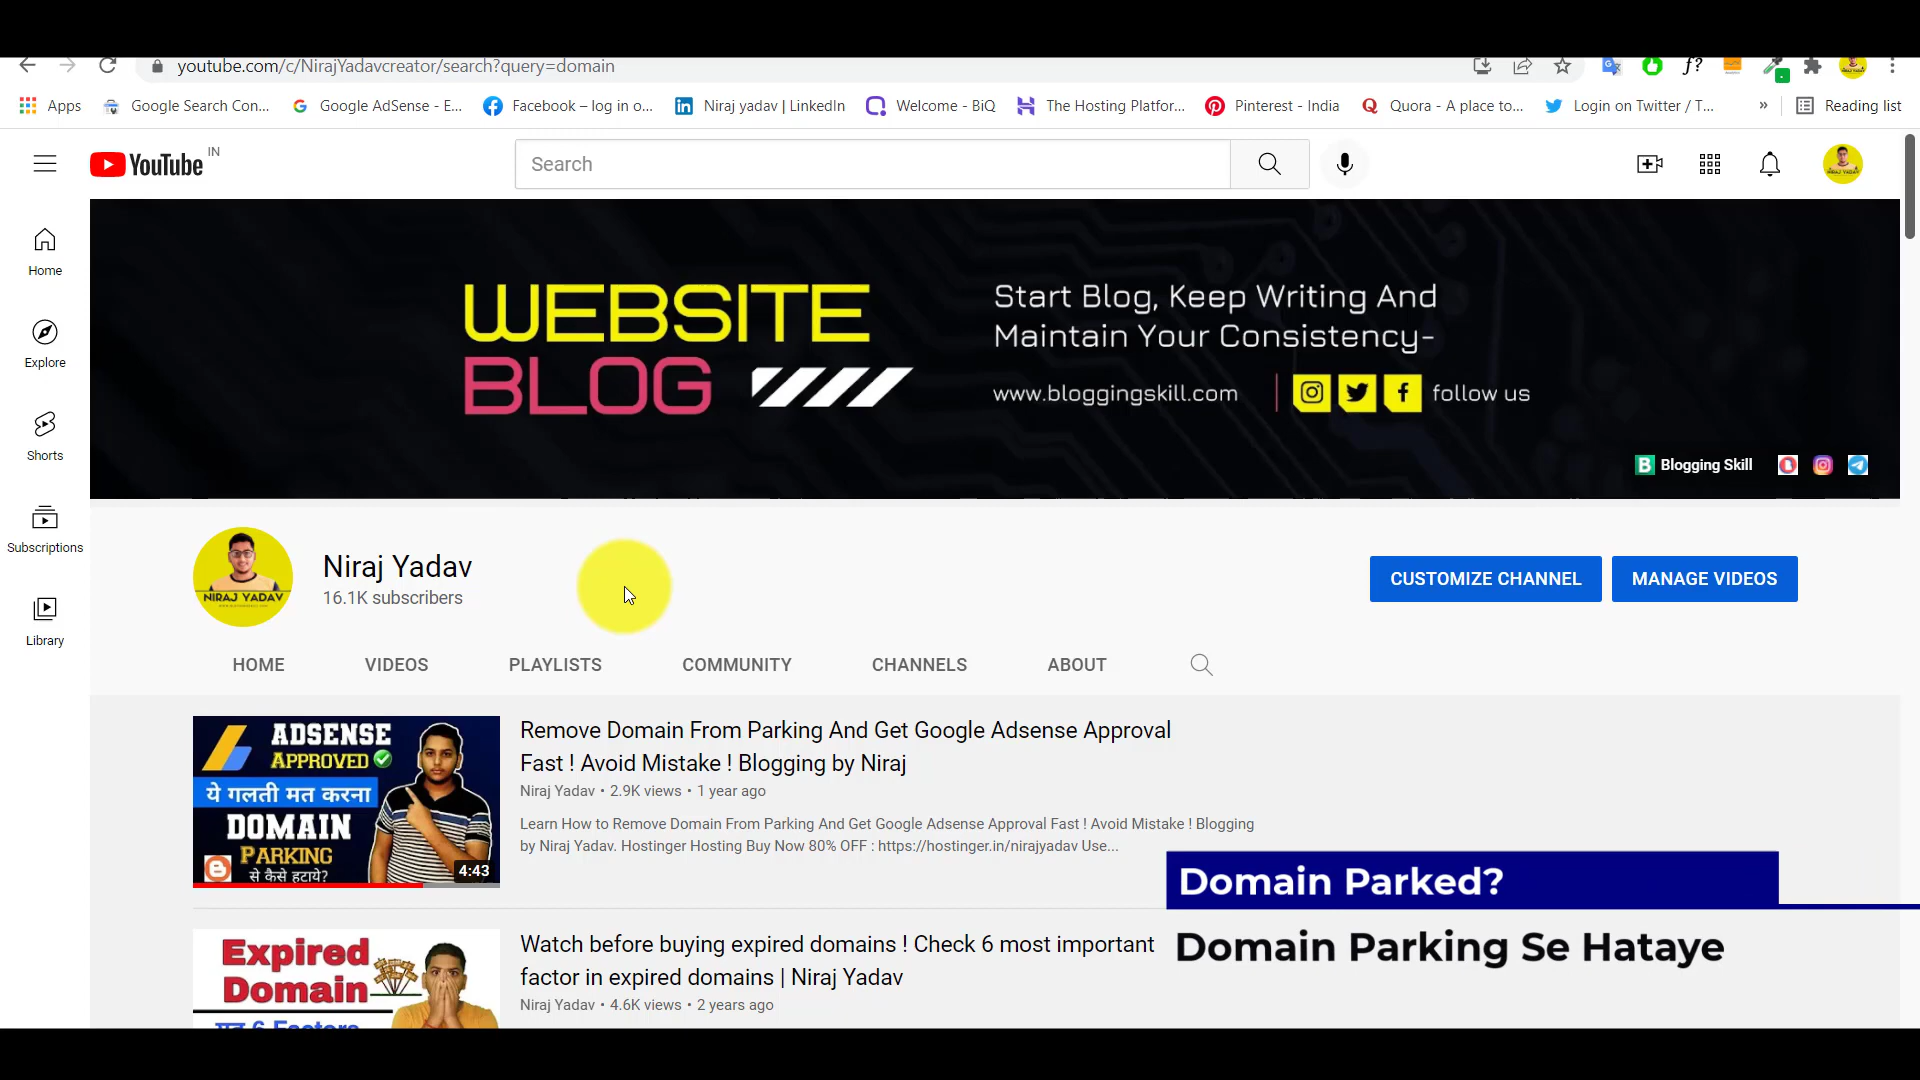 youtube.com/c/NirajYadavcreator/search?query=domain
f?
Apps
Google Search Con...
Google AdSense - E...
Facebook – log in o...
Niraj yadav | LinkedIn
Welcome - BiQ
The Hosting Platfor...
Pinterest - India
Quora - A place to...
Login on Twitter / T...
»
Reading list
YouTube IN
Search
Home
Explore
Shorts
Subscriptions
Library
WEBSITE
BLOG
Start Blog, Keep Writing And
Maintain Your Consistency-
www.bloggingskill.com
follow us
Blogging Skill
NIRAJ YADAV
Niraj Yadav
16.1K subscribers
CUSTOMIZE CHANNEL
MANAGE VIDEOS
HOME
VIDEOS
PLAYLISTS
COMMUNITY
CHANNELS
ABOUT
ADSENSE
APPROVED
ये गलती मत करना
DOMAIN
PARKING
से कैसे हटाये?
4:43
Remove Domain From Parking And Get Google Adsense Approval
Fast ! Avoid Mistake ! Blogging by Niraj
Niraj Yadav • 2.9K views • 1 year ago
Learn How to Remove Domain From Parking And Get Google Adsense Approval Fast ! Avoid Mistake ! Blogging
by Niraj Yadav. Hostinger Hosting Buy Now 80% OFF : https://hostinger.in/nirajyadav Use...
Domain Parked?
Domain Parking Se Hataye
Expired
Domain
6 Factors
Watch before buying expired domains ! Check 6 most important
factor in expired domains | Niraj Yadav
Niraj Yadav • 4.6K views • 2 years ago